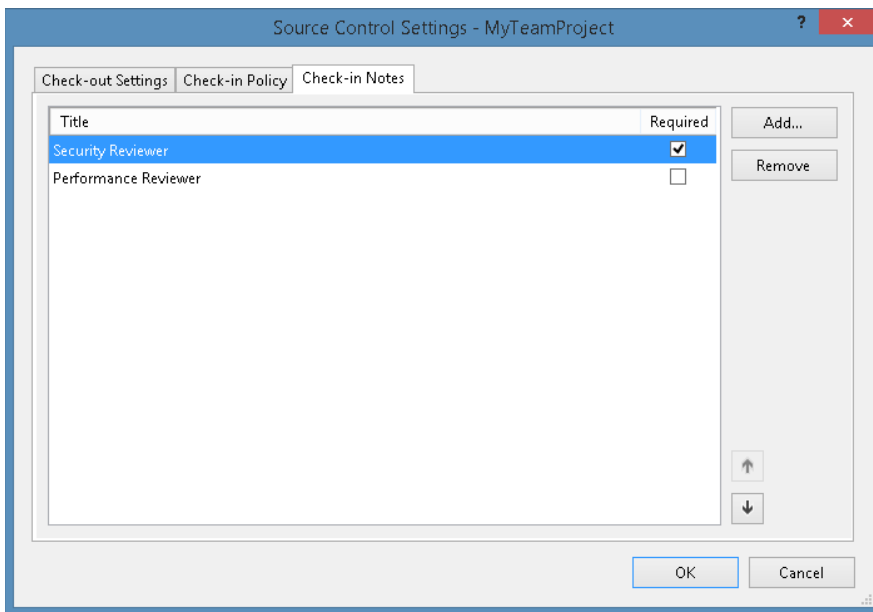 Source Control Settings - MyTeamProject ?
Check-out Settings Check-in Policy Check-in Notes
Title Required Add...
Security Reviewer
Remove
Performance Reviewer
OK Cancel